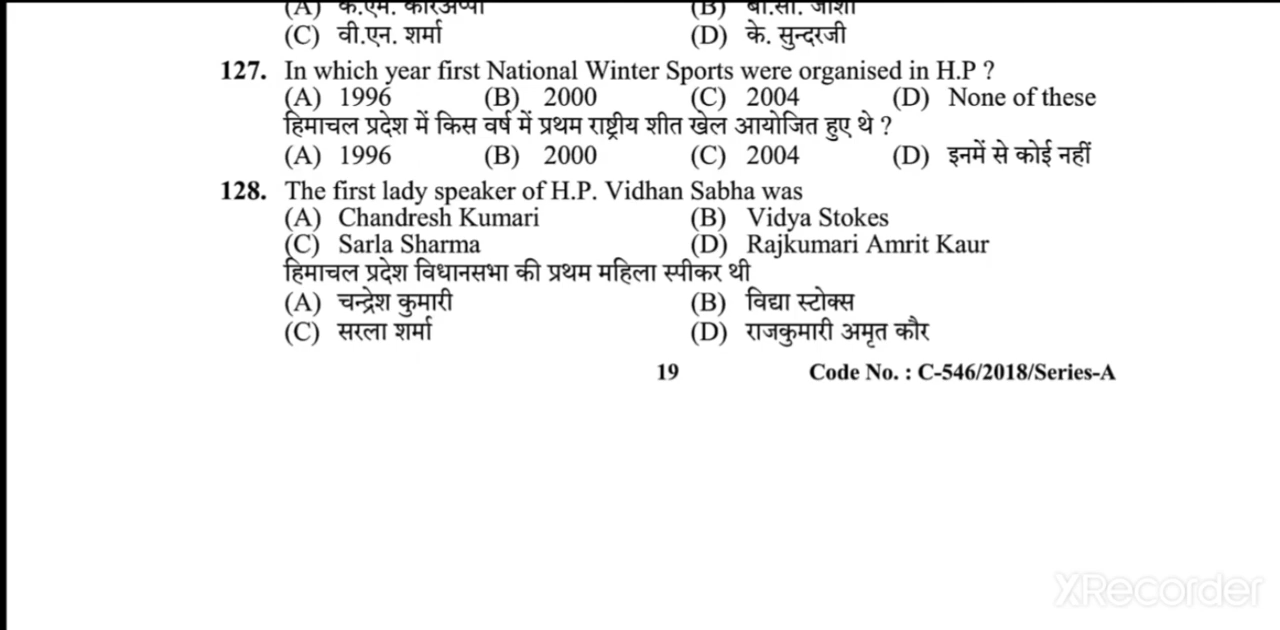 (A) के.एम. करिअप्पा (B) बी.सी. जोशी
(C) वी.एन. शर्मा (D) के. सुन्दरजी
127. In which year first National Winter Sports were organised in H.P ?
(A) 1996 (B) 2000 (C) 2004 (D) None of these
हिमाचल प्रदेश में किस वर्ष में प्रथम राष्ट्रीय शीत खेल आयोजित हुए थे ?
(A) 1996 (B) 2000 (C) 2004 (D) इनमें से कोई नहीं
128. The first lady speaker of H.P. Vidhan Sabha was
(A) Chandresh Kumari (B) Vidya Stokes
(C) Sarla Sharma (D) Rajkumari Amrit Kaur
हिमाचल प्रदेश विधानसभा की प्रथम महिला स्पीकर थी
(A) चन्द्रेश कुमारी (B) विद्या स्टोक्स
(C) सरला शर्मा (D) राजकुमारी अमृत कौर
19 Code No. : C-546/2018/Series-A
XRecorder